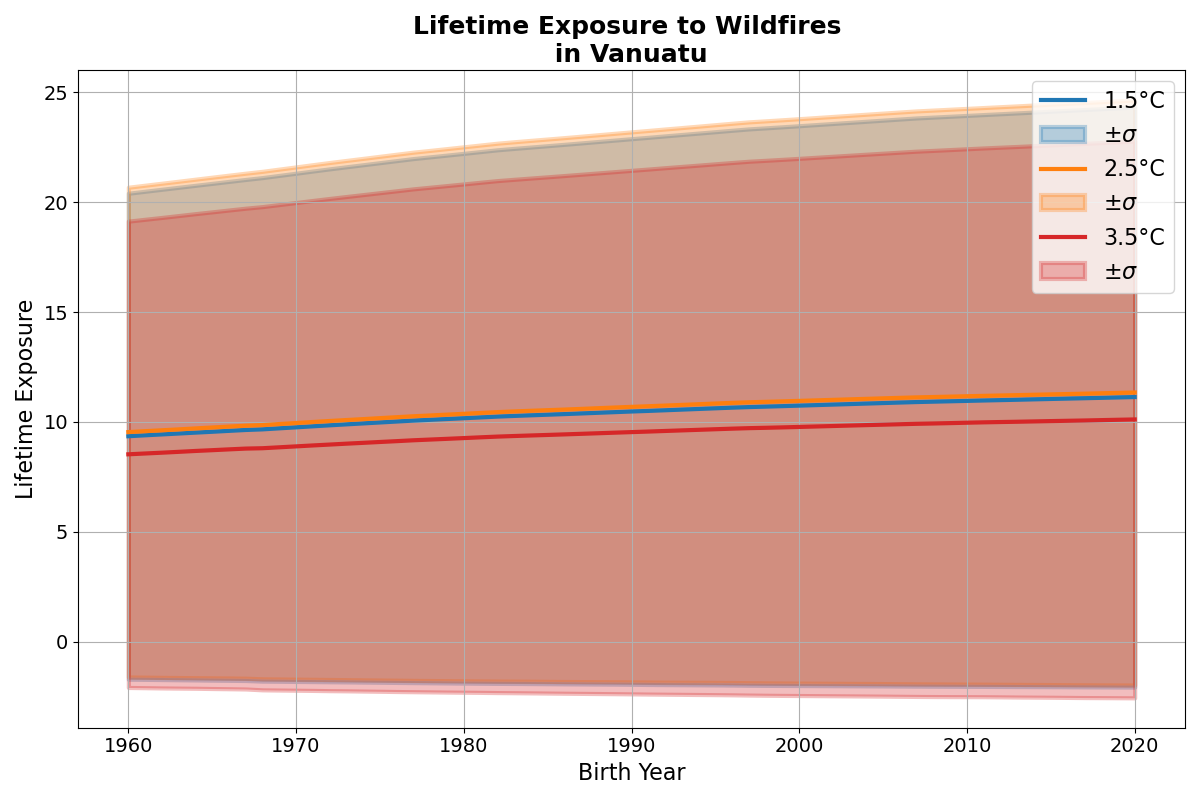 Lifetime Exposure to Wildfires
in Vanuatu
Lifetime Exposure
25
20
15
10
5
0
1.5°C
±σ
2.5°C
±σ
3.5°C
±σ
1960 1970 1980 1990 2000 2010 2020
Birth Year